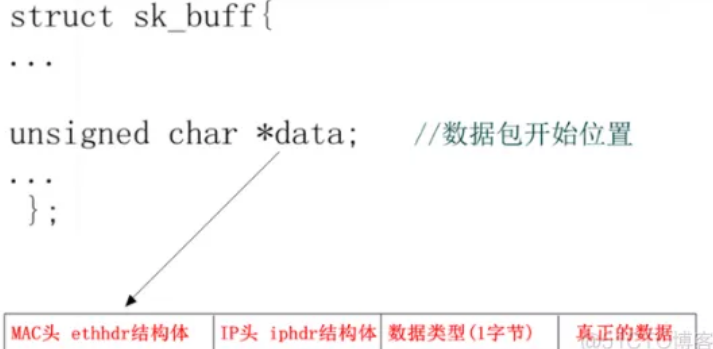 struct sk_buff{
...
unsigned char *data;    //数据包开始位置
...
};
MAC头 ethhdr结构体 IP头 iphdr结构体 数据类型(1字节) 真正的数据
@51CTO博客